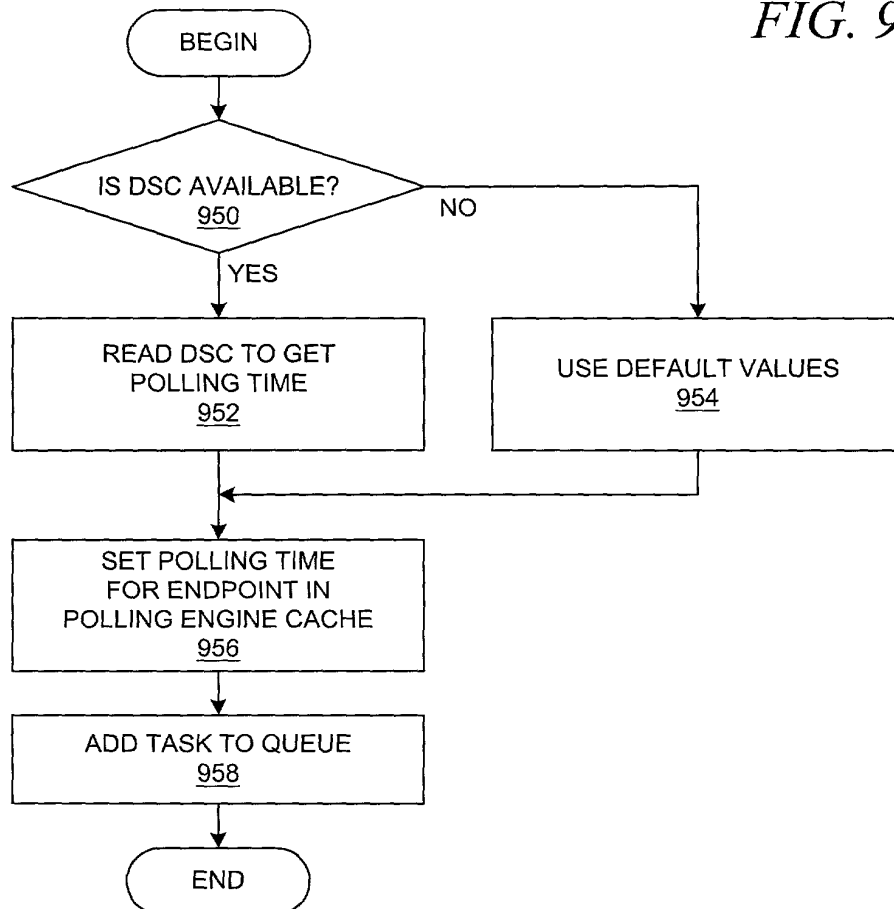 FIG. 9
BEGIN
IS DSC AVAILABLE?
950
NO
YES
READ DSC TO GET
POLLING TIME
952
USE DEFAULT VALUES
954
SET POLLING TIME
FOR ENDPOINT IN
POLLING ENGINE CACHE
956
ADD TASK TO QUEUE
958
END